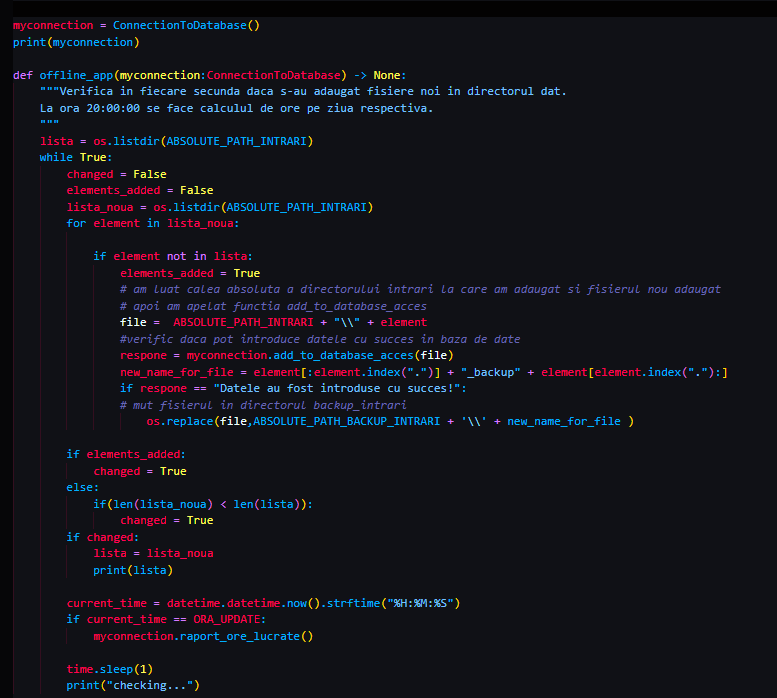 myconnection = ConnectionToDatabase()
print(myconnection)
def offline_app(myconnection:ConnectionToDatabase) -> None:
"""Verifica in fiecare secunda daca s-au adaugat fisiere noi in directorul dat.
La ora 20:00:00 se face calculul de ore pe ziua respectiva.
"""
lista = os.listdir(ABSOLUTE_PATH_INTRARI)
while True:
changed = False
elements_added = False
lista_noua = os.listdir(ABSOLUTE_PATH_INTRARI)
for element in lista_noua:
if element not in lista:
elements_added = True
# am luat calea absoluta a directorului intrari la care am adaugat si fisierul nou adaugat
# apoi am apelat functia add_to_database_acces
file =  ABSOLUTE_PATH_INTRARI + "\\" + element
#verific daca pot introduce datele cu succes in baza de date
respone = myconnection.add_to_database_acces(file)
new_name_for_file = element[:element.index(".")] + "_backup" + element[element.index("."):]
if respone == "Datele au fost introduse cu succes!":
# mut fisierul in directorul backup_intrari
os.replace(file,ABSOLUTE_PATH_BACKUP_INTRARI + '\\' + new_name_for_file )
if elements_added:
changed = True
else:
if(len(lista_noua) < len(lista)):
changed = True
if changed:
lista = lista_noua
print(lista)
current_time = datetime.datetime.now().strftime("%H:%M:%S")
if current_time == ORA_UPDATE:
myconnection.raport_ore_lucrate()
time.sleep(1)
print("checking...")